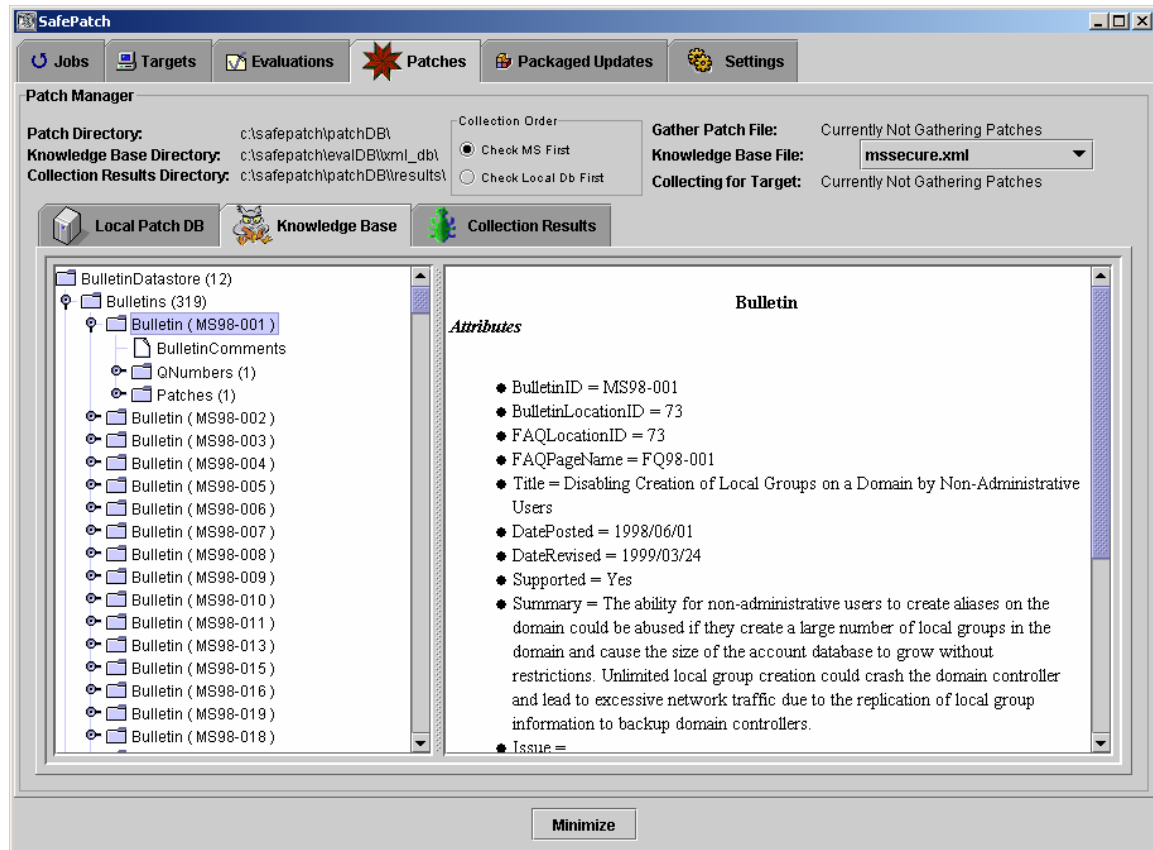 SafePatch
Jobs Targets Evaluations Patches Packaged Updates Settings
Patch Manager
Patch Directory: c:\safepatch\patchDB\
Knowledge Base Directory: c:\safepatch\evalDB\\xml_db\
Collection Results Directory: c:\safepatch\patchDB\\results\
Collection Order
Check MS First
Check Local Db First
Gather Patch File: Currently Not Gathering Patches
Knowledge Base File: mssecure.xml
Collecting for Target: Currently Not Gathering Patches
Local Patch DB Knowledge Base Collection Results
BulletinDatastore (12)
Bulletins (319)
Bulletin ( MS98-001 )
BulletinComments
QNumbers (1)
Patches (1)
Bulletin ( MS98-002 )
Bulletin ( MS98-003 )
Bulletin ( MS98-004 )
Bulletin ( MS98-005 )
Bulletin ( MS98-006 )
Bulletin ( MS98-007 )
Bulletin ( MS98-008 )
Bulletin ( MS98-009 )
Bulletin ( MS98-010 )
Bulletin ( MS98-011 )
Bulletin ( MS98-013 )
Bulletin ( MS98-015 )
Bulletin ( MS98-016 )
Bulletin ( MS98-019 )
Bulletin ( MS98-018 )
Bulletin
Attributes
BulletinID = MS98-001
BulletinLocationID = 73
FAQLocationID = 73
FAQPageName = FQ98-001
Title = Disabling Creation of Local Groups on a Domain by Non-Administrative
Users
DatePosted = 1998/06/01
DateRevised = 1999/03/24
Supported = Yes
Summary = The ability for non-administrative users to create aliases on the
domain could be abused if they create a large number of local groups in the
domain and cause the size of the account database to grow without
restrictions. Unlimited local group creation could crash the domain controller
and lead to excessive network traffic due to the replication of local group
information to backup domain controllers.
Issue =
Minimize